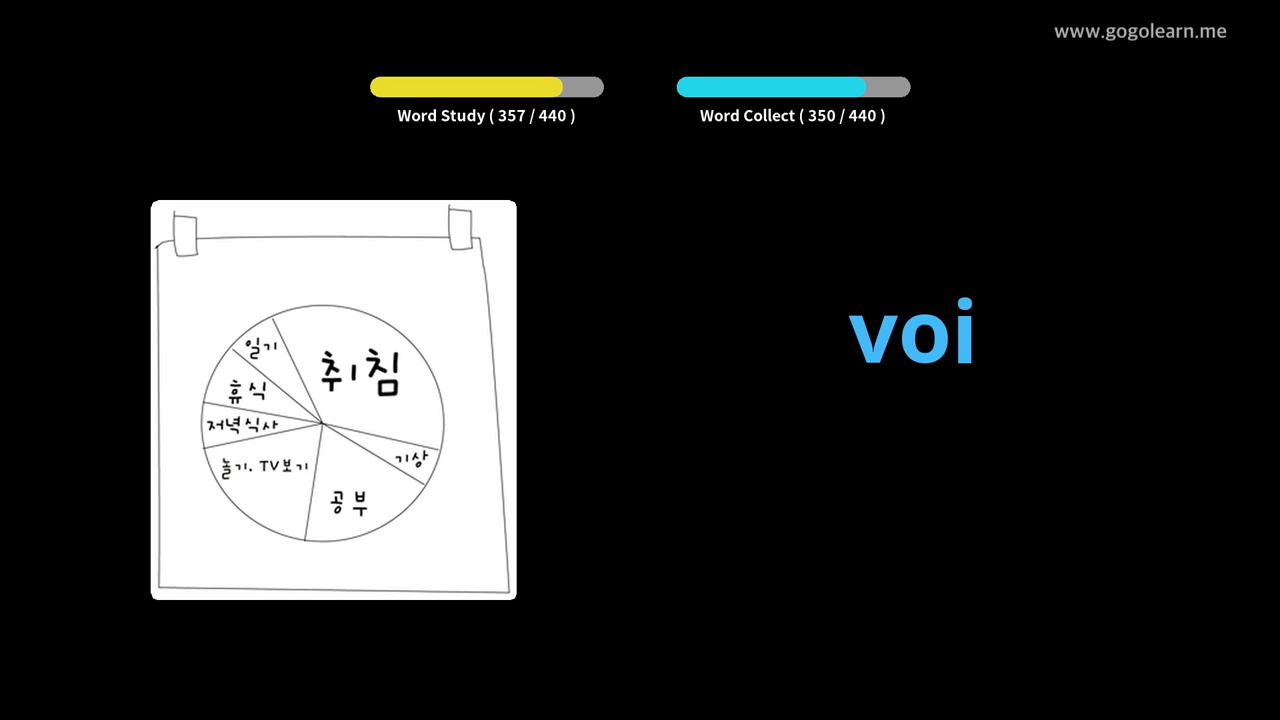 www.gogolearn.me
Word Study ( 357 / 440 )
Word Collect ( 350 / 440 )
voi
일기
취침
휴식
저녁식사
놀기. TV보기
기상
공부